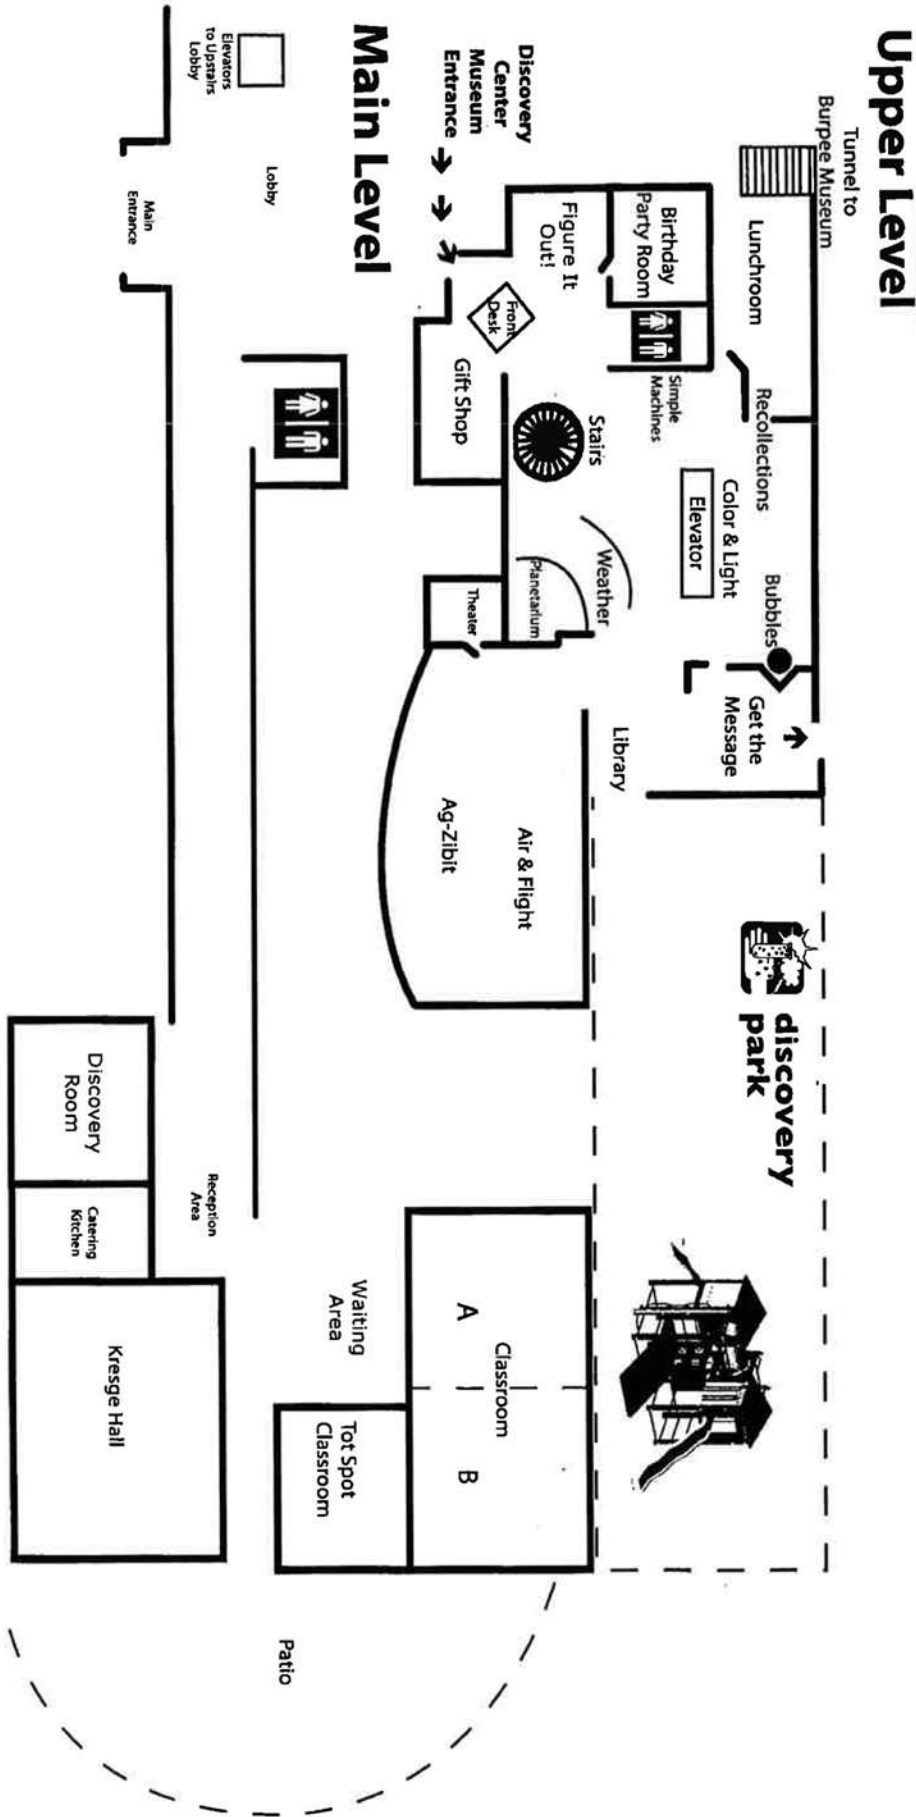 Upper Level
Tunnel to
Burpee Museum
Lunchroom
Recollections
Bubbles
Get the
Message
Color & Light
Elevator
Birthday
Party Room
Simple
Machines
Figure It
Out!
Stairs
Weather
Planetarium
Library
Discovery
Center
Museum
Entrance
Front
Desk
Gift Shop
Theater
Air & Flight
Ag-Zibit
discovery
park
Classroom
A
B
Main Level
Waiting
Area
Tot Spot
Classroom
Lobby
Elevators
to Upstairs
Lobby
Main
Entrance
Reception
Area
Discovery
Room
Catering
Kitchen
Kresge Hall
Patio